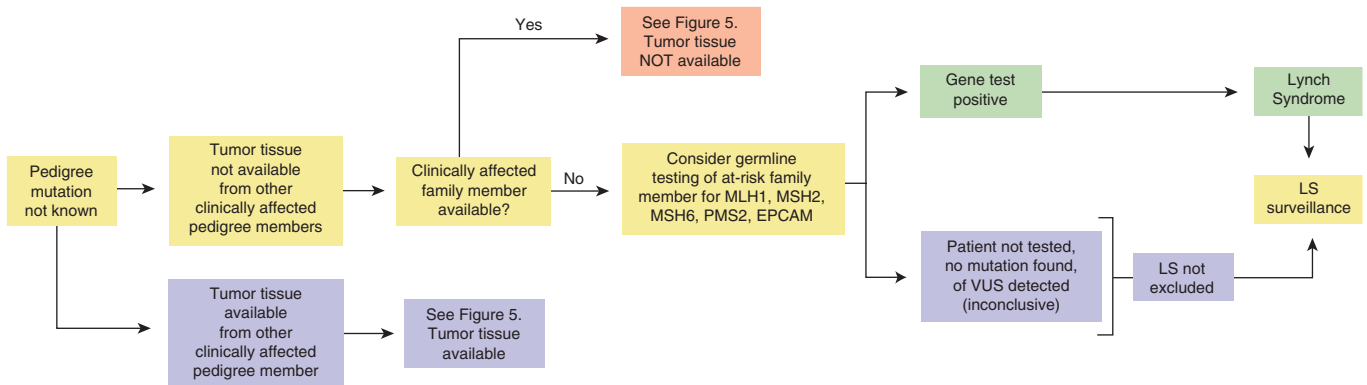 Pedigree
mutation
not known
Tumor tissue
not available
from other
clinically affected
pedigree members
Clinically affected
family member
available?
Yes
See Figure 5.
Tumor tissue
NOT available
No
Consider germline
testing of at-risk family
member for MLH1, MSH2,
MSH6, PMS2, EPCAM
Gene test
positive
Lynch
Syndrome
LS
surveillance
Patient not tested,
no mutation found,
of VUS detected
(inconclusive)
LS not
excluded
Tumor tissue
available
from other
clinically affected
pedigree member
See Figure 5.
Tumor tissue
available